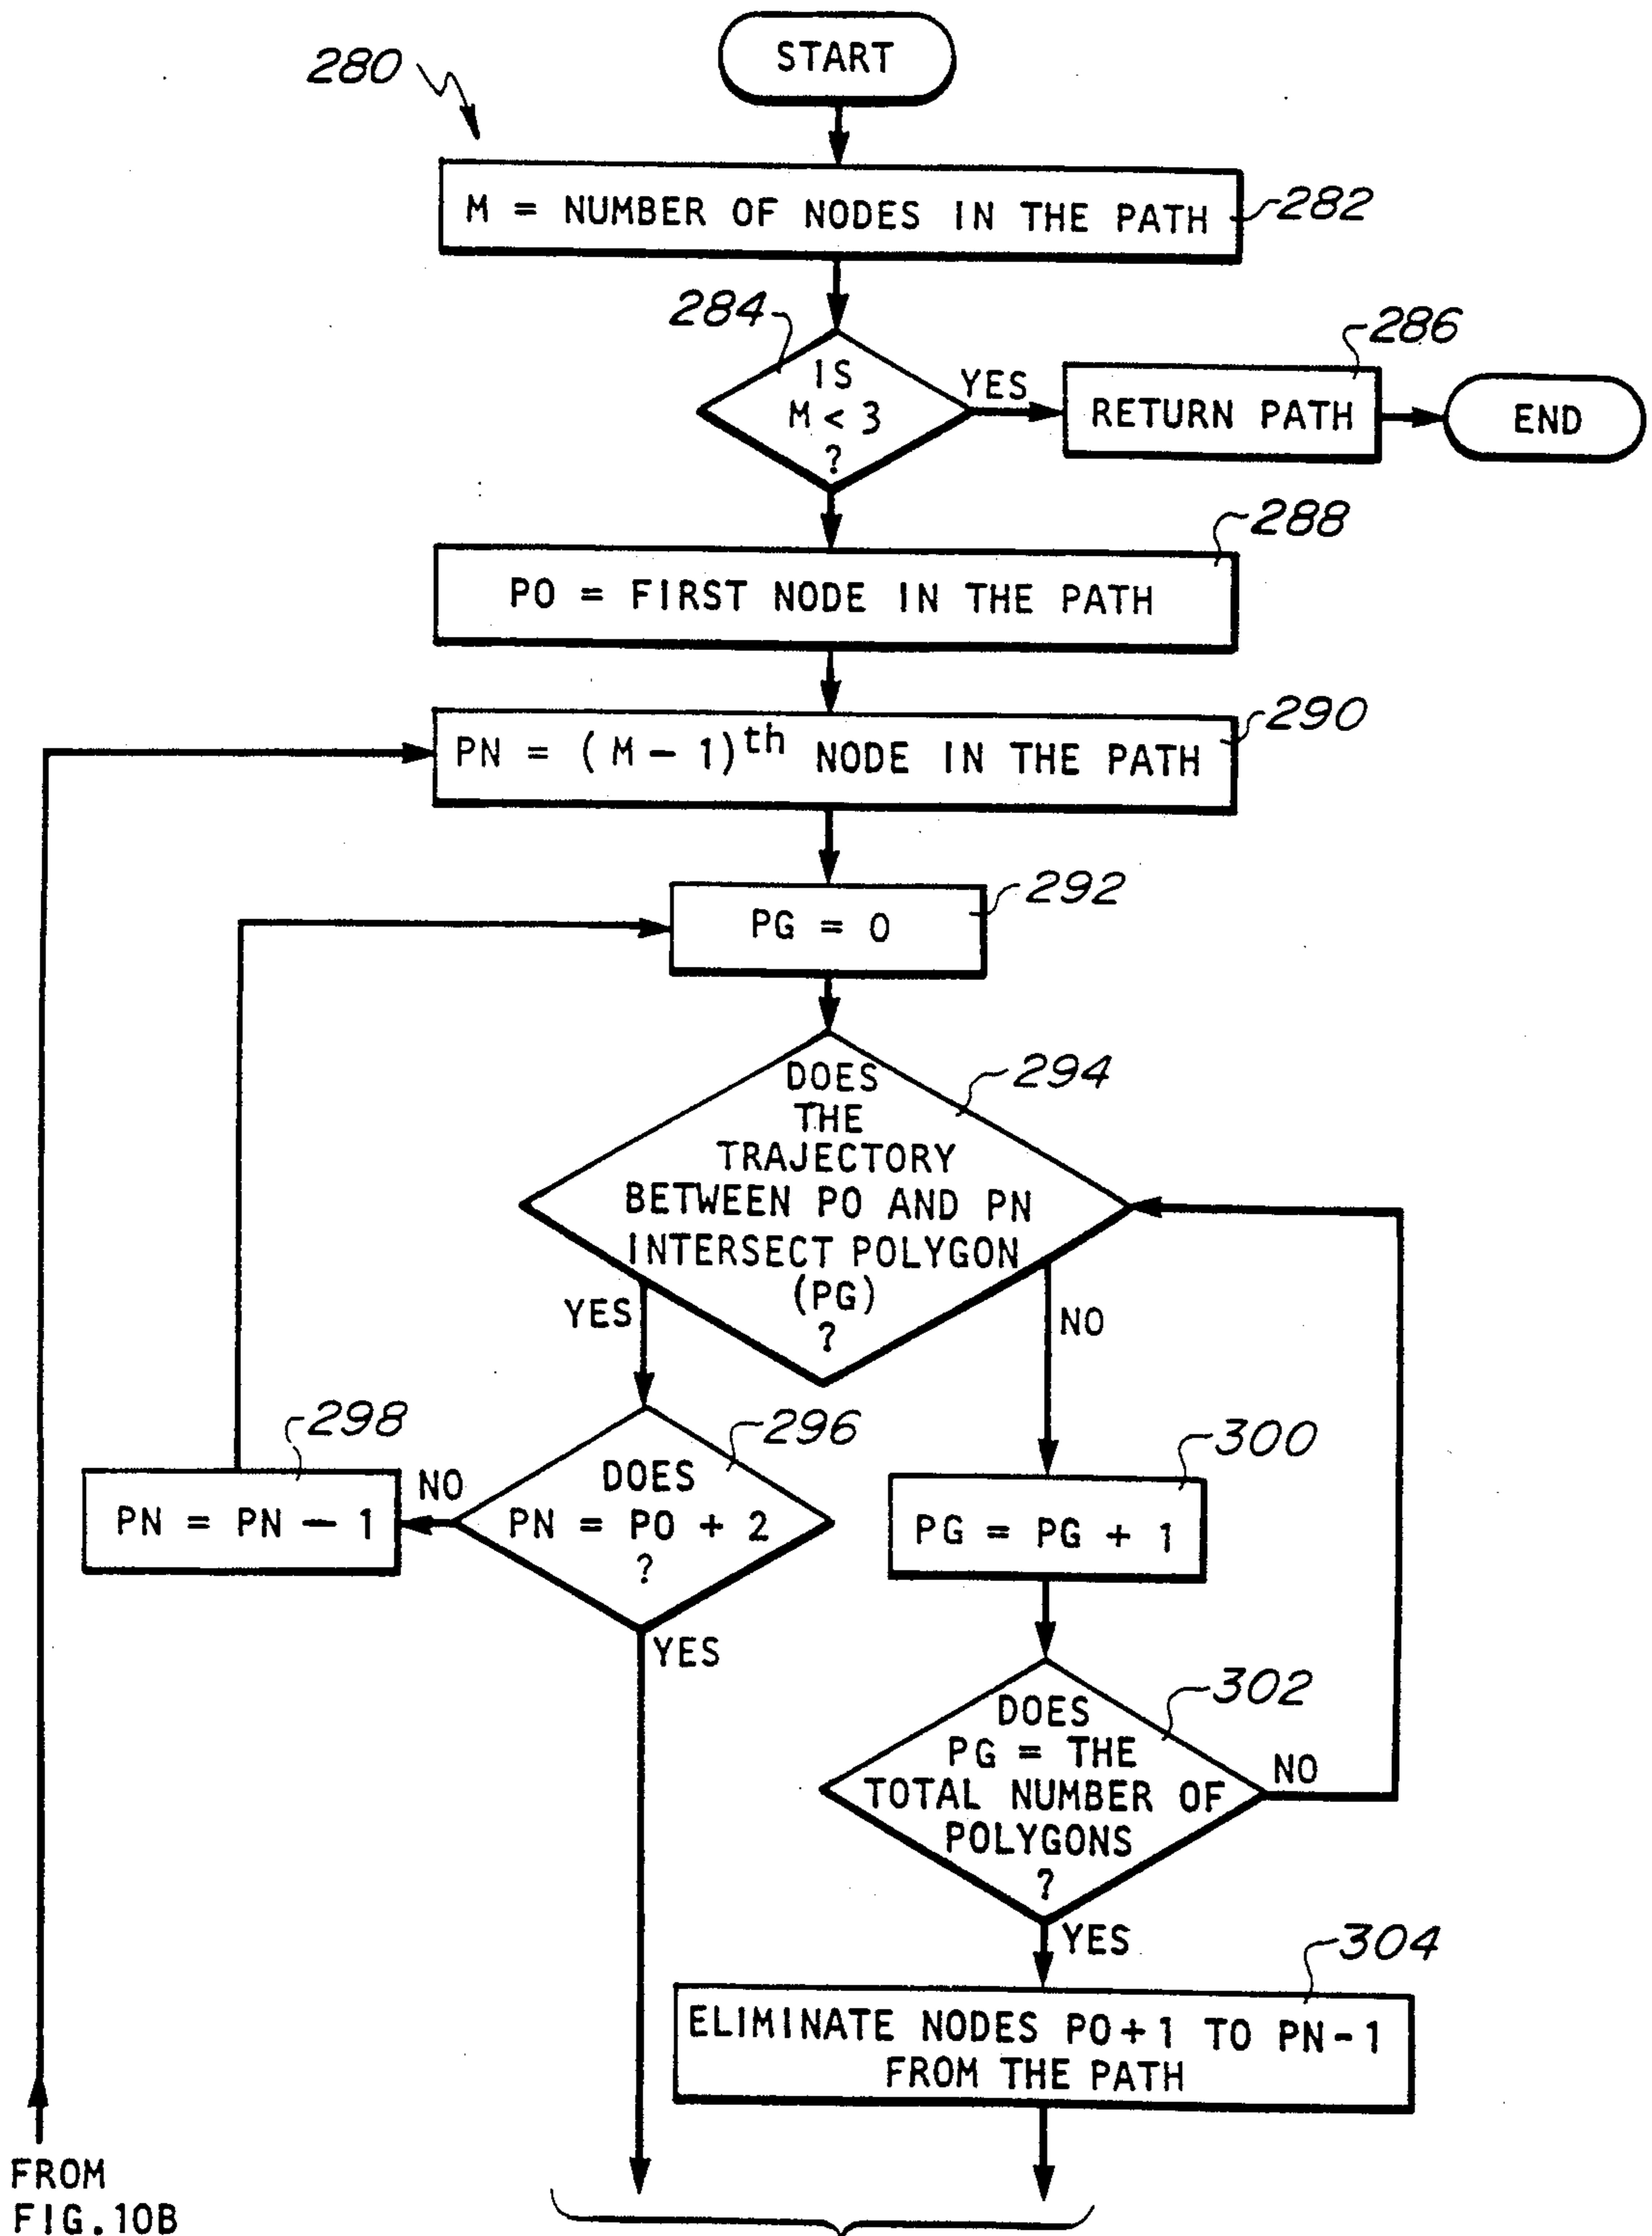 START
280
M = NUMBER OF NODES IN THE PATH
282
284
IS
M < 3
?
YES
286
RETURN PATH
END
288
PO = FIRST NODE IN THE PATH
290
PN = (M - 1)th NODE IN THE PATH
292
PG = 0
294
DOES
THE
TRAJECTORY
BETWEEN PO AND PN
INTERSECT POLYGON
(PG)
?
YES
NO
298
PN = PN - 1
NO
296
DOES
PN = PO + 2
?
YES
300
PG = PG + 1
302
DOES
PG = THE
TOTAL NUMBER OF
POLYGONS
?
NO
YES
304
ELIMINATE NODES PO+1 TO PN-1
FROM THE PATH
FROM
FIG.10B